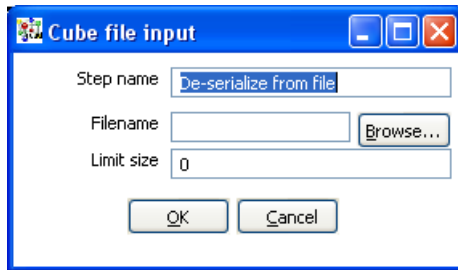 Cube file input
Step name De-serialize from file
Filename Browse...
Limit size 0
OK Cancel